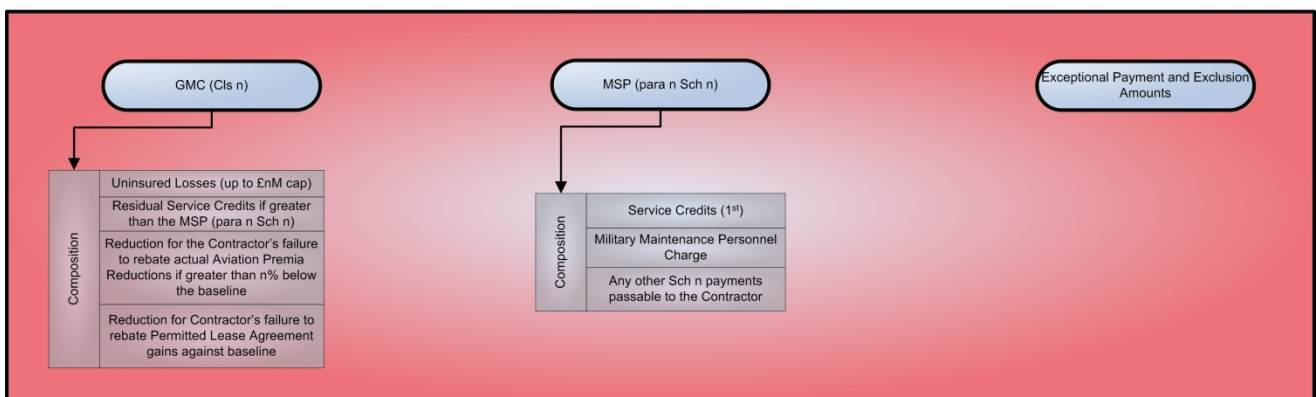 GMC (Cls n)
MSP (para n Sch n)
Exceptional Payment and Exclusion
Amounts
Composition
Uninsured Losses (up to £nM cap)
Residual Service Credits if greater
than the MSP (para n Sch n)
Reduction for the Contractor’s failure
to rebate actual Aviation Premia
Reductions if greater than n% below
the baseline
Reduction for Contractor’s failure to
rebate Permitted Lease Agreement
gains against baseline
Composition
Service Credits (1st)
Military Maintenance Personnel
Charge
Any other Sch n payments
passable to the Contractor